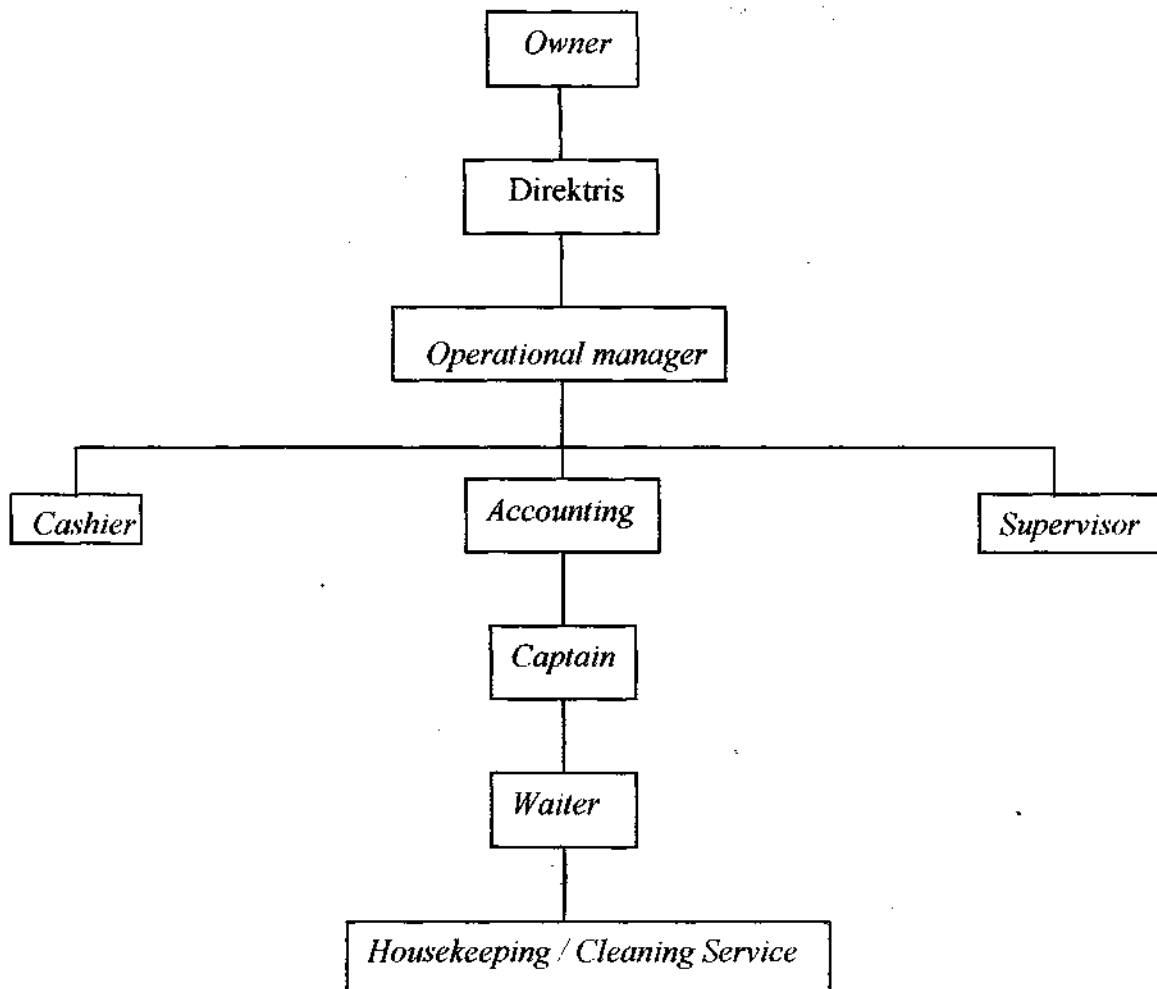 Owner
Direktris
Operational manager
Cashier
Accounting
Supervisor
Captain
Waiter
Housekeeping / Cleaning Service